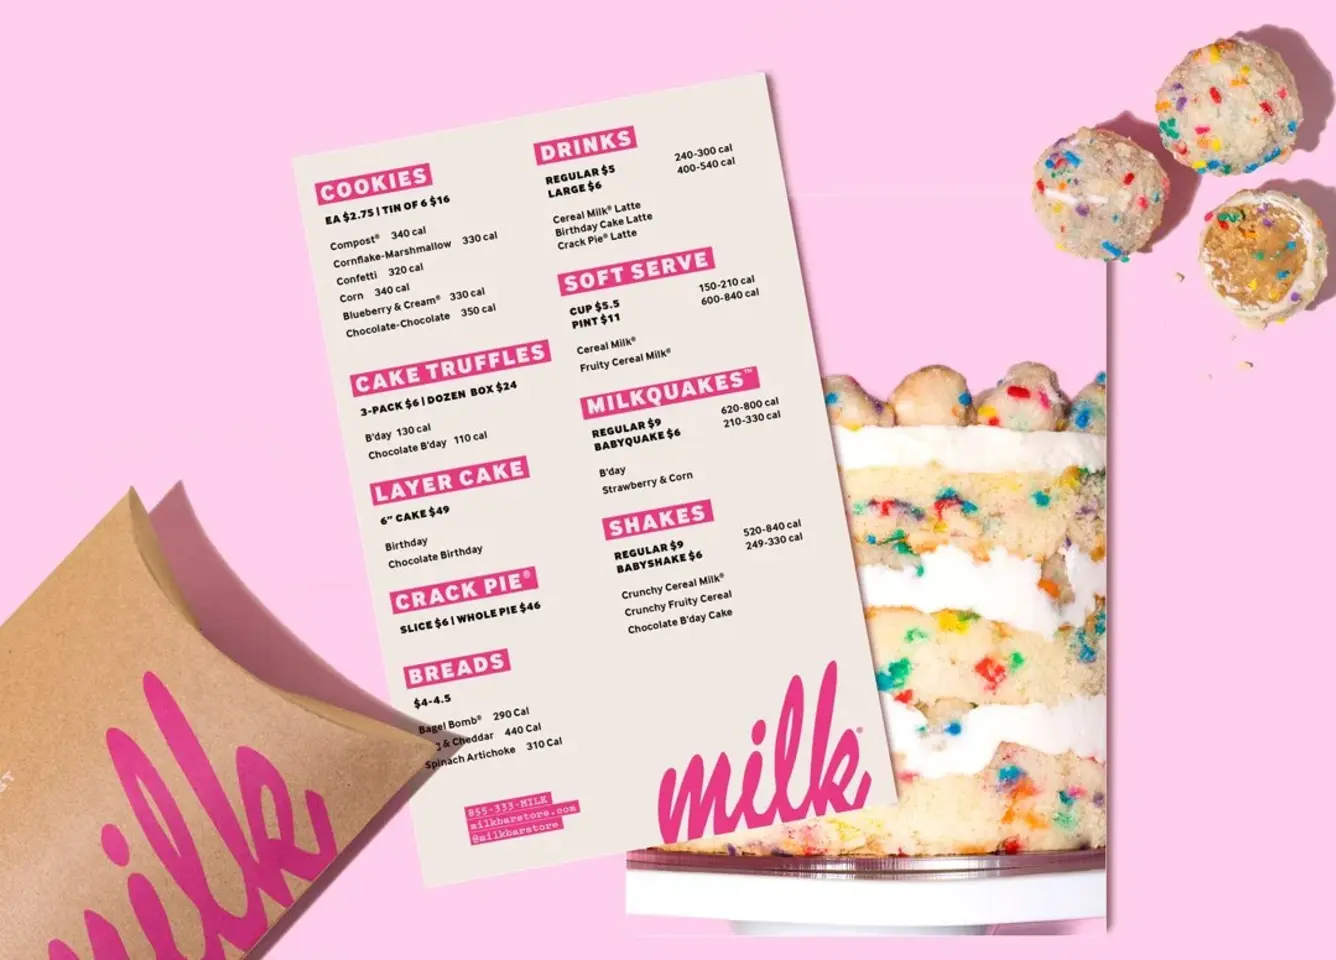 COOKIES
EA $2.75 | TIN OF 6 $16
Compost® 340 cal
Cornflake-Marshmallow 330 cal
Confetti 320 cal
Corn 340 cal
Blueberry & Cream® 330 cal
Chocolate-Chocolate 350 cal
CAKE TRUFFLES
3-PACK $6 | DOZEN BOX $24
B'day 130 cal
Chocolate B'day 110 cal
LAYER CAKE
6” CAKE $49
Birthday
Chocolate Birthday
CRACK PIE®
SLICE $6 | WHOLE PIE $46
BREADS
$4-4.5
Bagel Bomb® 290 Cal
& Cheddar 440 Cal
Spinach Artichoke 310 Cal
855-333-MILK
milkbarstore.com
@milkbarstore
DRINKS
REGULAR $5 240-300 cal
LARGE $6 400-540 cal
Cereal Milk® Latte
Birthday Cake Latte
Crack Pie® Latte
SOFT SERVE
CUP $5.5 150-210 cal
PINT $11 600-840 cal
Cereal Milk®
Fruity Cereal Milk®
MILKQUAKES™
REGULAR $9 620-800 cal
BABYQUAKE $6 210-330 cal
B'day
Strawberry & Corn
SHAKES
REGULAR $9 520-840 cal
BABYSHAKE $6 249-330 cal
Crunchy Cereal Milk®
Crunchy Fruity Cereal
Chocolate B'day Cake
milk®
milk